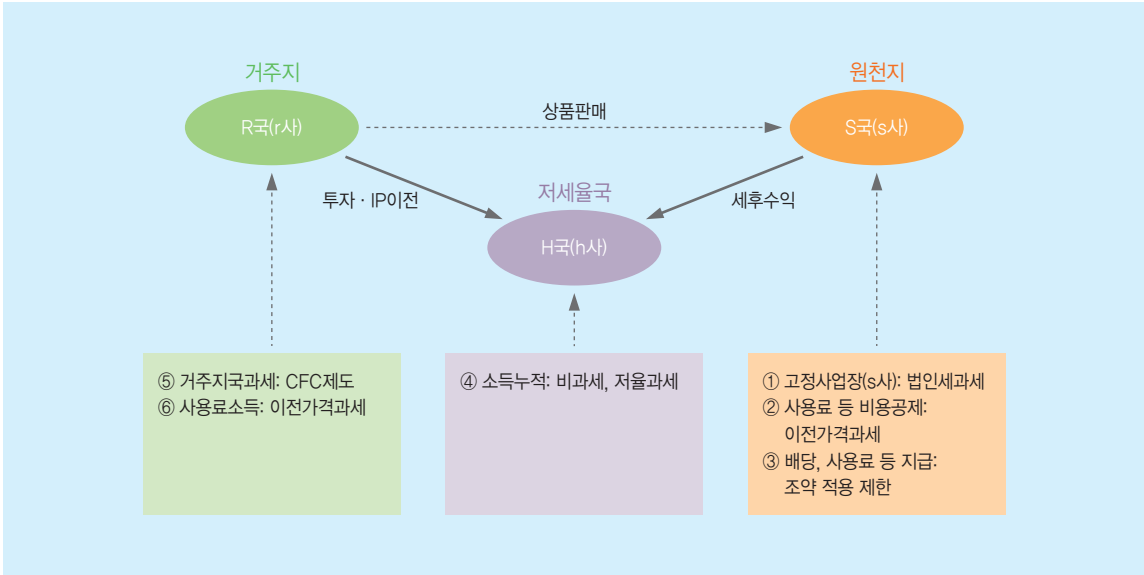 거주지
원천지
R국(r사)
상품판매
S국(s사)
저세율국
투자 · IP이전
세후수익
H국(h사)
⑤ 거주지국과세: CFC제도
⑥ 사용료소득: 이전가격과세
④ 소득누적: 비과세, 저율과세
① 고정사업장(s사): 법인세과세
② 사용료 등 비용공제:
이전가격과세
③ 배당, 사용료 등 지급:
조약 적용 제한